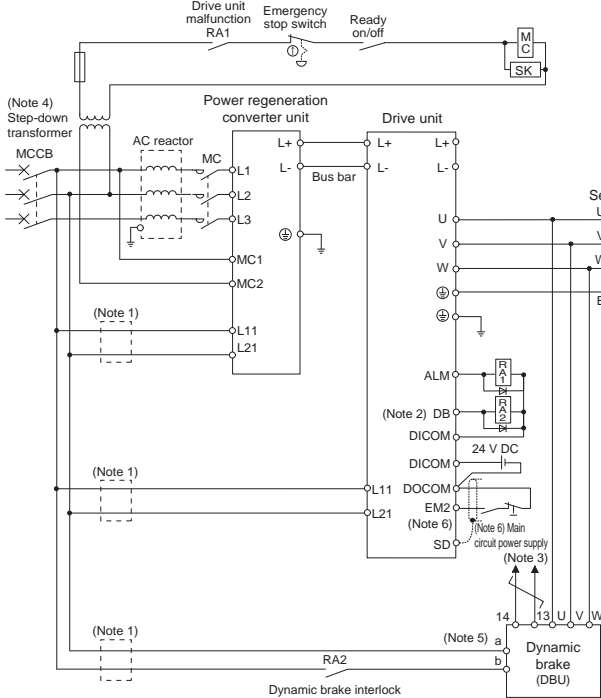 Drive unit
malfunction
RA1
Emergency
stop switch
Ready
on/off
M
C
SK
(Note 4)
Step-down
transformer
MCCB
AC reactor
MC
Power regeneration
converter unit
Drive unit
L+
L-
L+
L-
L+
L-
Bus bar
L1
L2
L3
MC1
MC2
(Note 1)
L11
L21
U
V
W
Se
U
V
W
E
ALM
R
A
1
(Note 2) DB
R
A
2
DICOM
24 V DC
DICOM
(Note 1)
L11
L21
DOCOM
EM2
(Note 6)
(Note 6) Main
circuit power supply
SD
(Note 3)
14
13
U
V
W
(Note 1)
(Note 5)
a
b
RA2
Dynamic brake interlock
Dynamic
brake
(DBU)